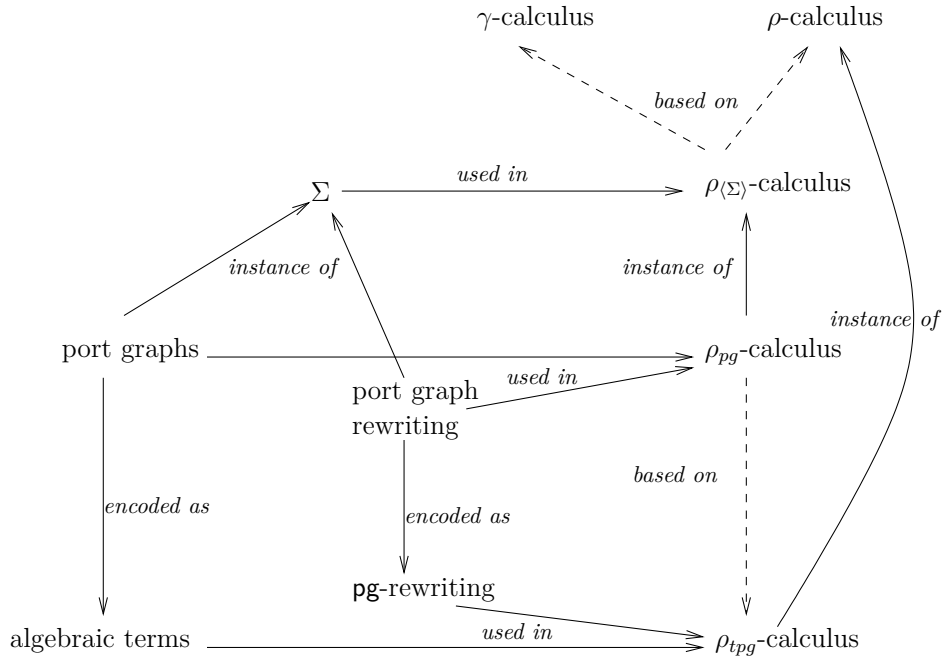 γ-calculus
ρ-calculus
based on
Σ
used in
ρ⟨Σ⟩-calculus
instance of
instance of
instance of
port graphs
ρpg-calculus
used in
port graph
rewriting
based on
encoded as
encoded as
pg-rewriting
used in
algebraic terms
ρtpg-calculus